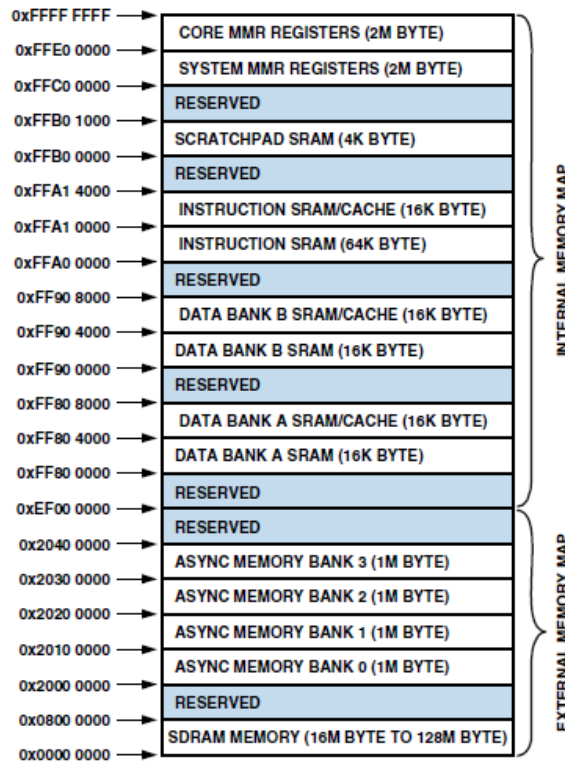 0xFFFF FFFF
CORE MMR REGISTERS (2M BYTE)
0xFFE0 0000
SYSTEM MMR REGISTERS (2M BYTE)
0xFFC0 0000
RESERVED
0xFFB0 1000
SCRATCHPAD SRAM (4K BYTE)
0xFFB0 0000
RESERVED
0xFFA1 4000
INSTRUCTION SRAM/CACHE (16K BYTE)
0xFFA1 0000
INSTRUCTION SRAM (64K BYTE)
0xFFA0 0000
RESERVED
0xFF90 8000
DATA BANK B SRAM/CACHE (16K BYTE)
0xFF90 4000
DATA BANK B SRAM (16K BYTE)
0xFF90 0000
RESERVED
0xFF80 8000
DATA BANK A SRAM/CACHE (16K BYTE)
0xFF80 4000
DATA BANK A SRAM (16K BYTE)
0xFF80 0000
RESERVED
0xEF00 0000
RESERVED
0x2040 0000
ASYNC MEMORY BANK 3 (1M BYTE)
0x2030 0000
ASYNC MEMORY BANK 2 (1M BYTE)
0x2020 0000
ASYNC MEMORY BANK 1 (1M BYTE)
0x2010 0000
ASYNC MEMORY BANK 0 (1M BYTE)
0x2000 0000
RESERVED
0x0800 0000
SDRAM MEMORY (16M BYTE TO 128M BYTE)
0x0000 0000
INTERNAL MEMORY MAP
EXTERNAL MEMORY MAP